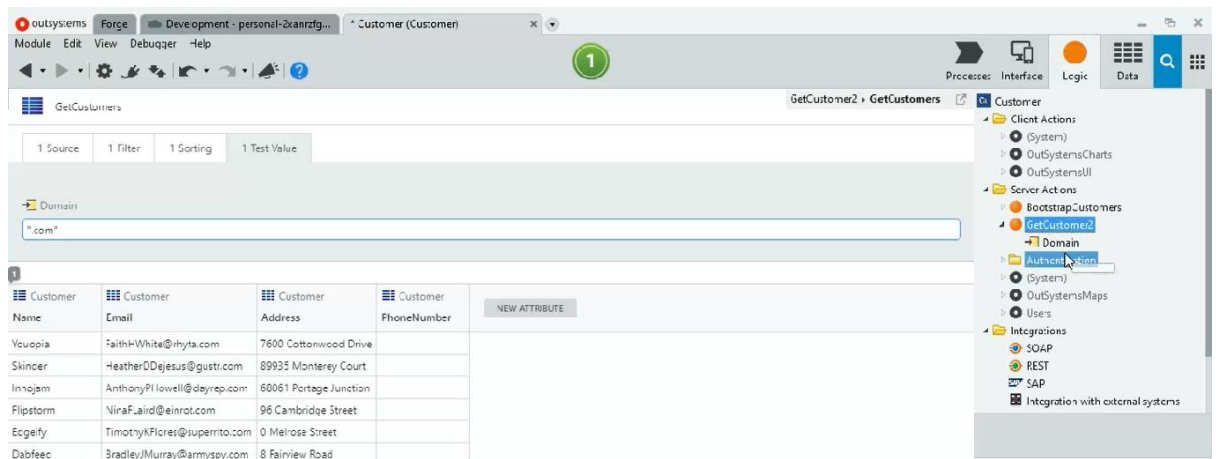 outsystems Forge Development - personal-2xanrzfg... * Customer (Customer)
Module Edit View Debugger Help
1
Processes Interface Logic Data
GetCustomers
GetCustomer2 ▸ GetCustomers
1 Source 1 Filter 1 Sorting 1 Test Value
Domain
".com"
1
Customer Customer Customer Customer
Name Email Address PhoneNumber
NEW ATTRIBUTE
Youopia FaithHWhite@rhyta.com 7600 Cottonwood Drive
Skinder HeatherDDejesus@gustr.com 89935 Monterey Court
Innojam AnthonyPHowell@dayrep.com 60061 Portage Junction
Flipstorm NinaFLaird@einrot.com 96 Cambridge Street
Edgeify TimothyKFlores@superrito.com 0 Melrose Street
Dabfeed BradleyJMurray@armyspy.com 8 Fairview Road
Customer
Client Actions
(System)
OutSystemsCharts
OutSystemsUI
Server Actions
BootstrapCustomers
GetCustomer2
Domain
Authentication
(System)
OutSystemsMaps
Users
Integrations
SOAP
REST
SAP
Integration with external systems